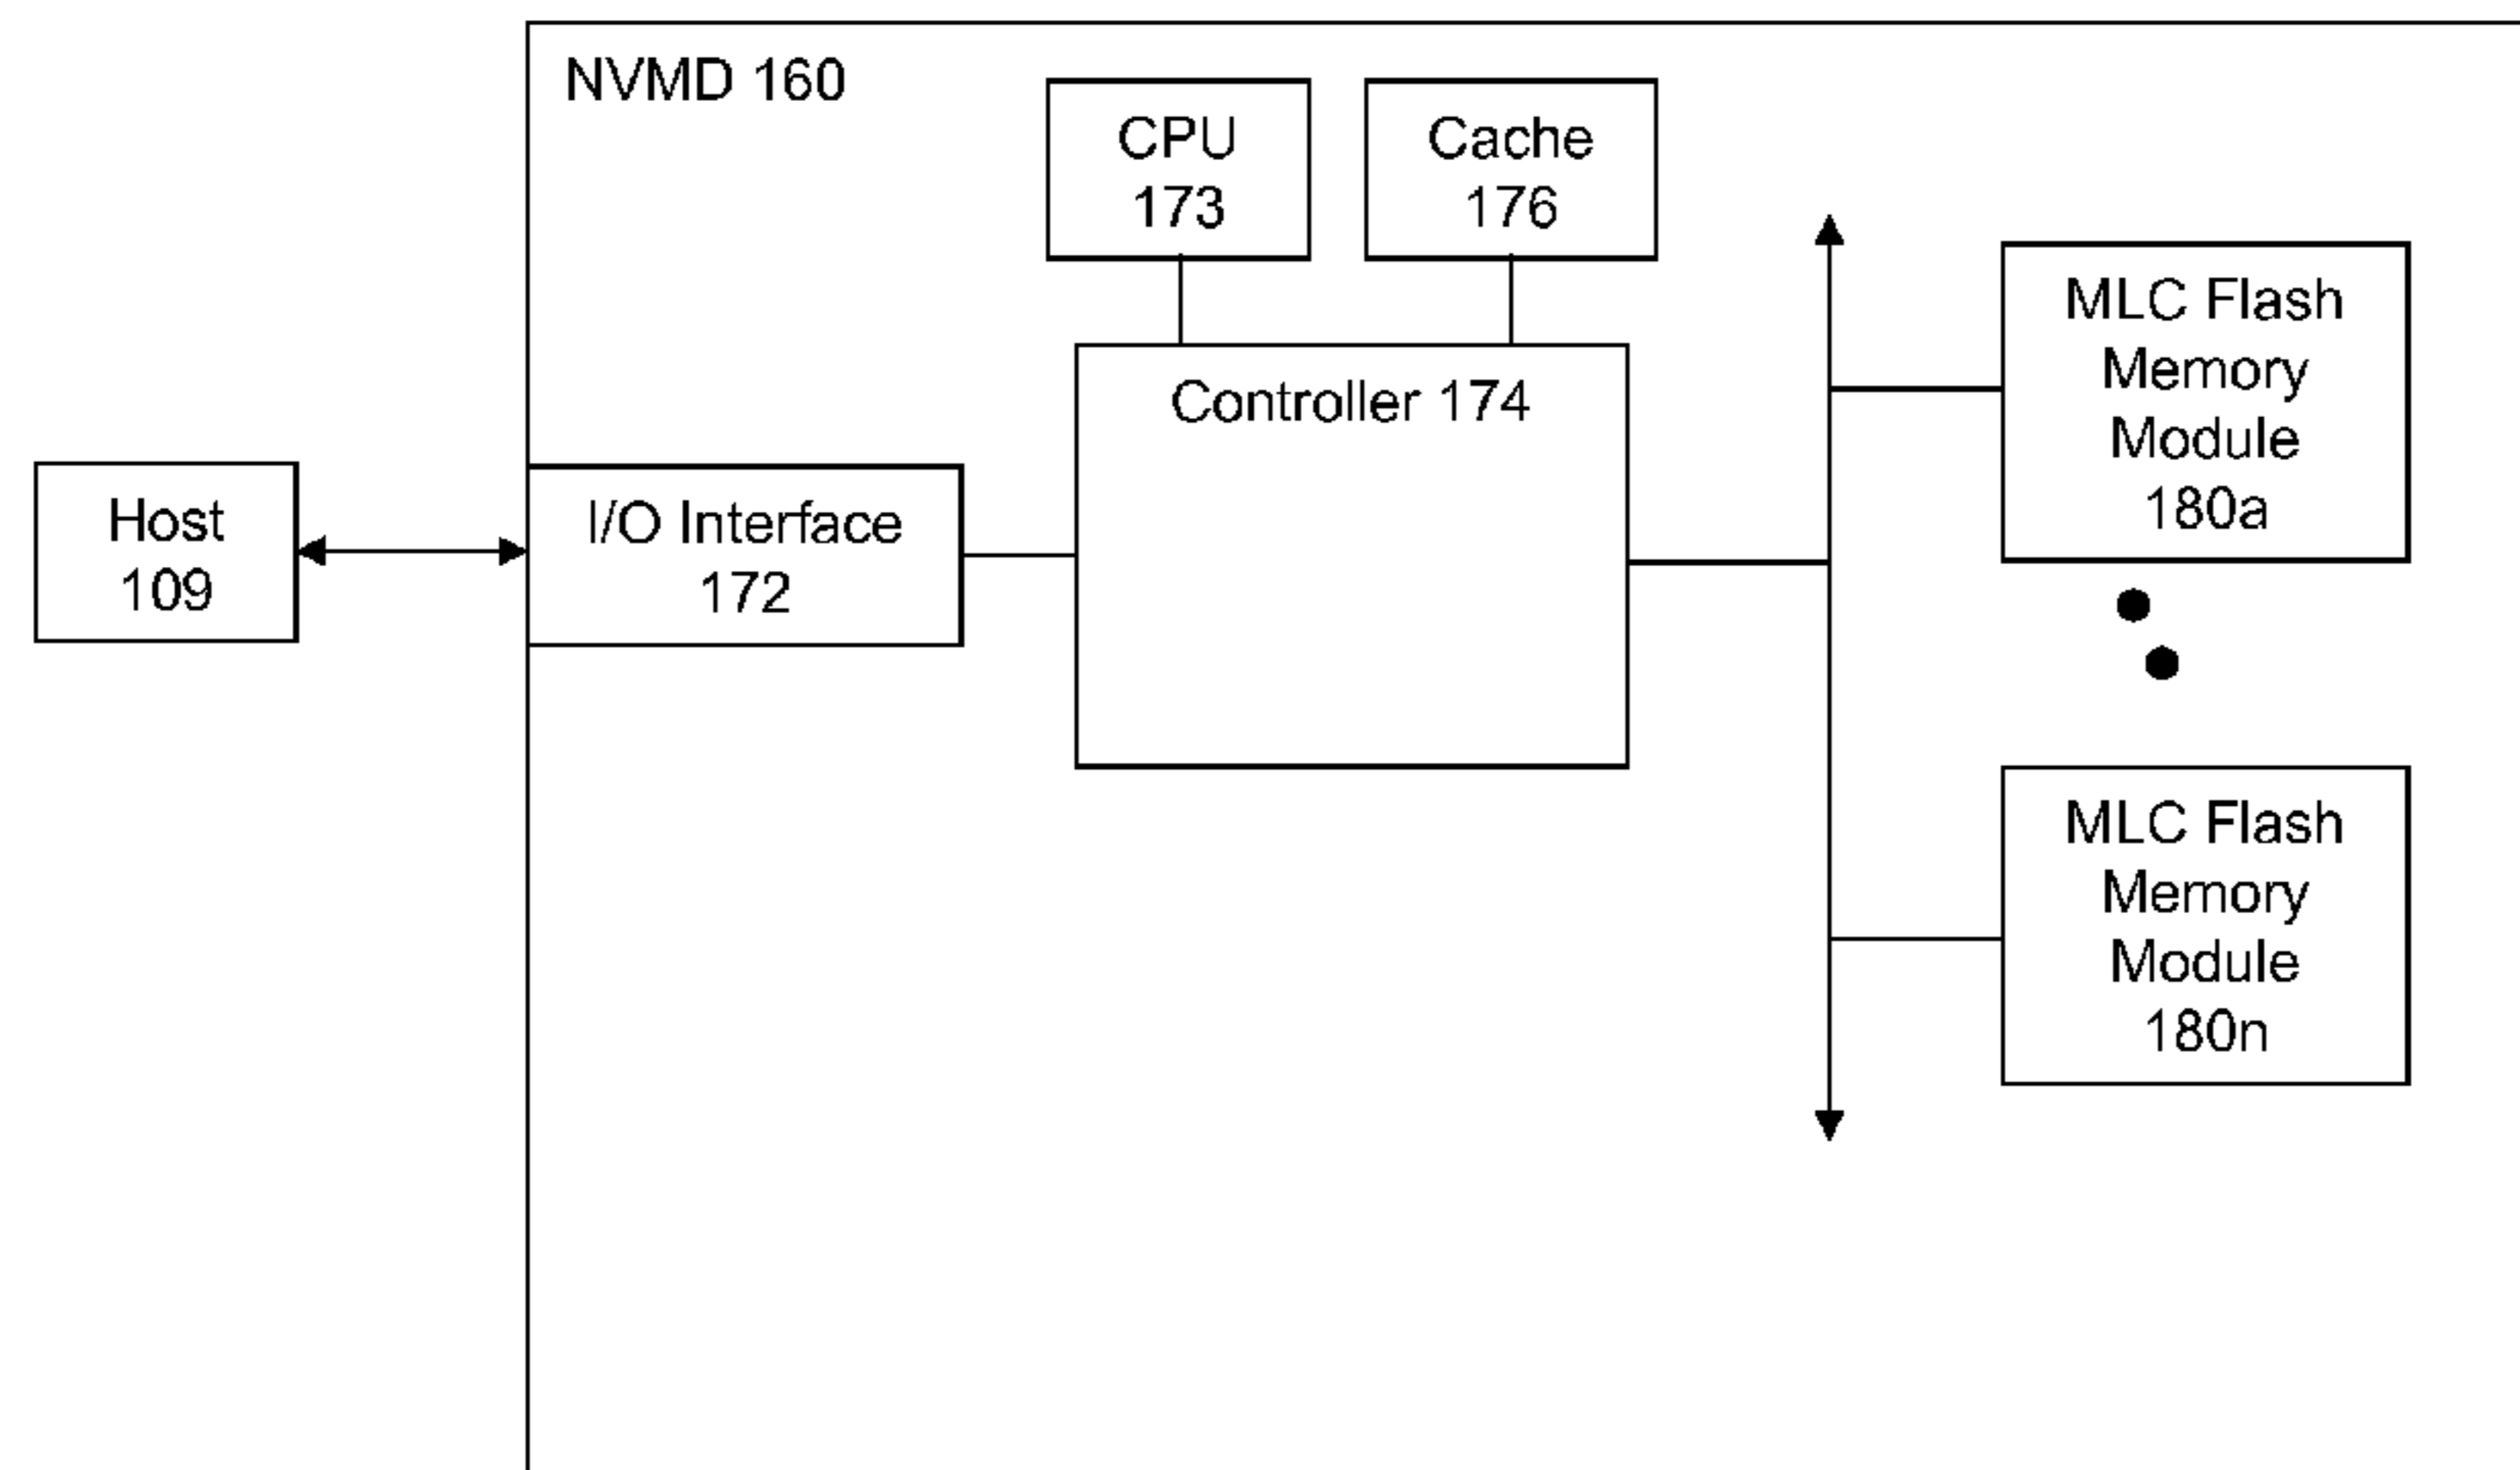 NVMD 160
CPU
173
Cache
176
Controller 174
Host
109
I/O Interface
172
MLC Flash
Memory
Module
180a
MLC Flash
Memory
Module
180n